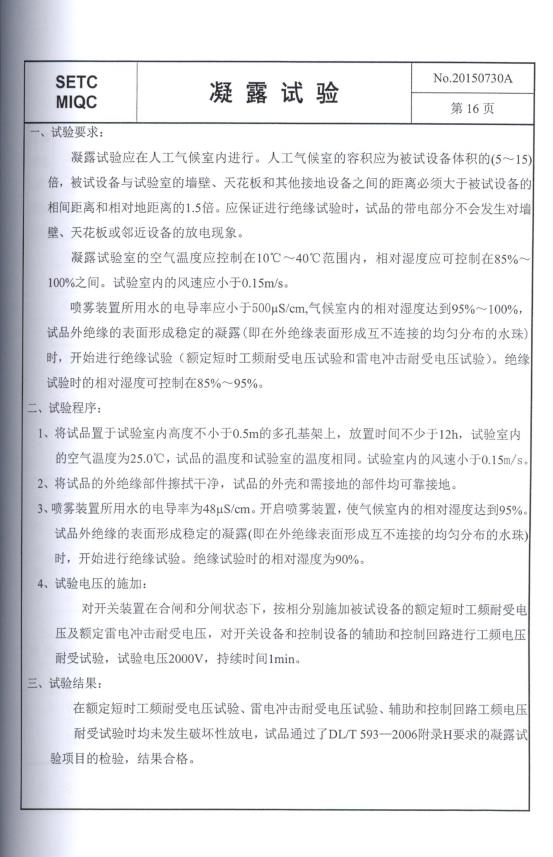 SETC
MIQC
凝露试验
No.20150730A
第 16 页
一、试验要求：
凝露试验应在人工气候室内进行。人工气候室的容积应为被试设备体积的(5～15)
倍，被试设备与试验室的墙壁、天花板和其他接地设备之间的距离必须大于被试设备的
相间距离和相对地距离的1.5倍。应保证进行绝缘试验时，试品的带电部分不会发生对墙
壁、天花板或邻近设备的放电现象。
凝露试验室的空气温度应控制在10℃～40℃范围内，相对湿度应可控制在85%～
100%之间。试验室内的风速应小于0.15m/s。
喷雾装置所用水的电导率应小于500μS/cm,气候室内的相对湿度达到95%～100%，
试品外绝缘的表面形成稳定的凝露(即在外绝缘表面形成互不连接的均匀分布的水珠)
时，开始进行绝缘试验（额定短时工频耐受电压试验和雷电冲击耐受电压试验）。绝缘
试验时的相对湿度可控制在85%～95%。
二、试验程序：
1、将试品置于试验室内高度不小于0.5m的多孔基架上，放置时间不少于12h，试验室内
的空气温度为25.0℃，试品的温度和试验室的温度相同。试验室内的风速小于0.15m/s。
2、将试品的外绝缘部件擦拭干净，试品的外壳和需接地的部件均可靠接地。
3、喷雾装置所用水的电导率为48μS/cm。开启喷雾装置，使气候室内的相对湿度达到95%。
试品外绝缘的表面形成稳定的凝露(即在外绝缘表面形成互不连接的均匀分布的水珠)
时，开始进行绝缘试验。绝缘试验时的相对湿度为90%。
4、试验电压的施加：
对开关装置在合闸和分闸状态下，按相分别施加被试设备的额定短时工频耐受电
压及额定雷电冲击耐受电压，对开关设备和控制设备的辅助和控制回路进行工频电压
耐受试验，试验电压2000V，持续时间1min。
三、试验结果：
在额定短时工频耐受电压试验、雷电冲击耐受电压试验、辅助和控制回路工频电压
耐受试验时均未发生破坏性放电，试品通过了DL/T 593—2006附录H要求的凝露试
验项目的检验，结果合格。